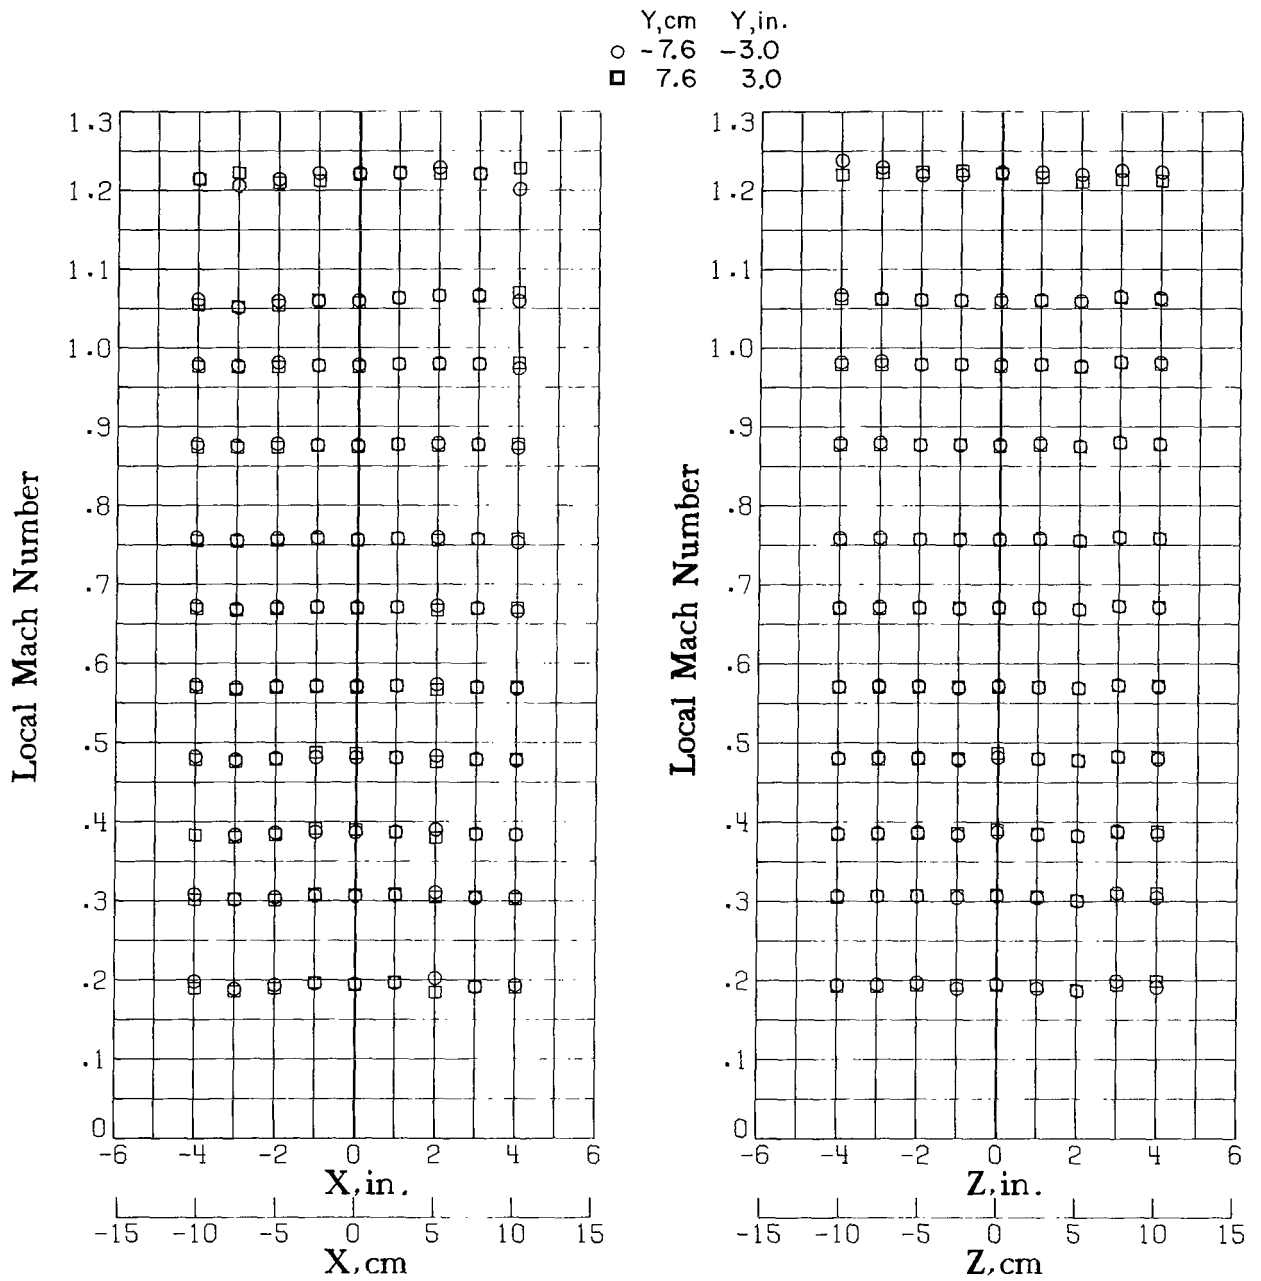 Y,cm Y,in.
-7.6 -3.0
7.6 3.0
1.3
1.2
1.1
1.0
.9
.8
.7
.6
.5
.4
.3
.2
.1
0
Local Mach Number
-6 -4 -2 0 2 4 6
X,in.
-15 -10 -5 0 5 10 15
X,cm
1.3
1.2
1.1
1.0
.9
.8
.7
.6
.5
.4
.3
.2
.1
0
Local Mach Number
-6 -4 -2 0 2 4 6
Z,in.
-15 -10 -5 0 5 10 15
Z,cm